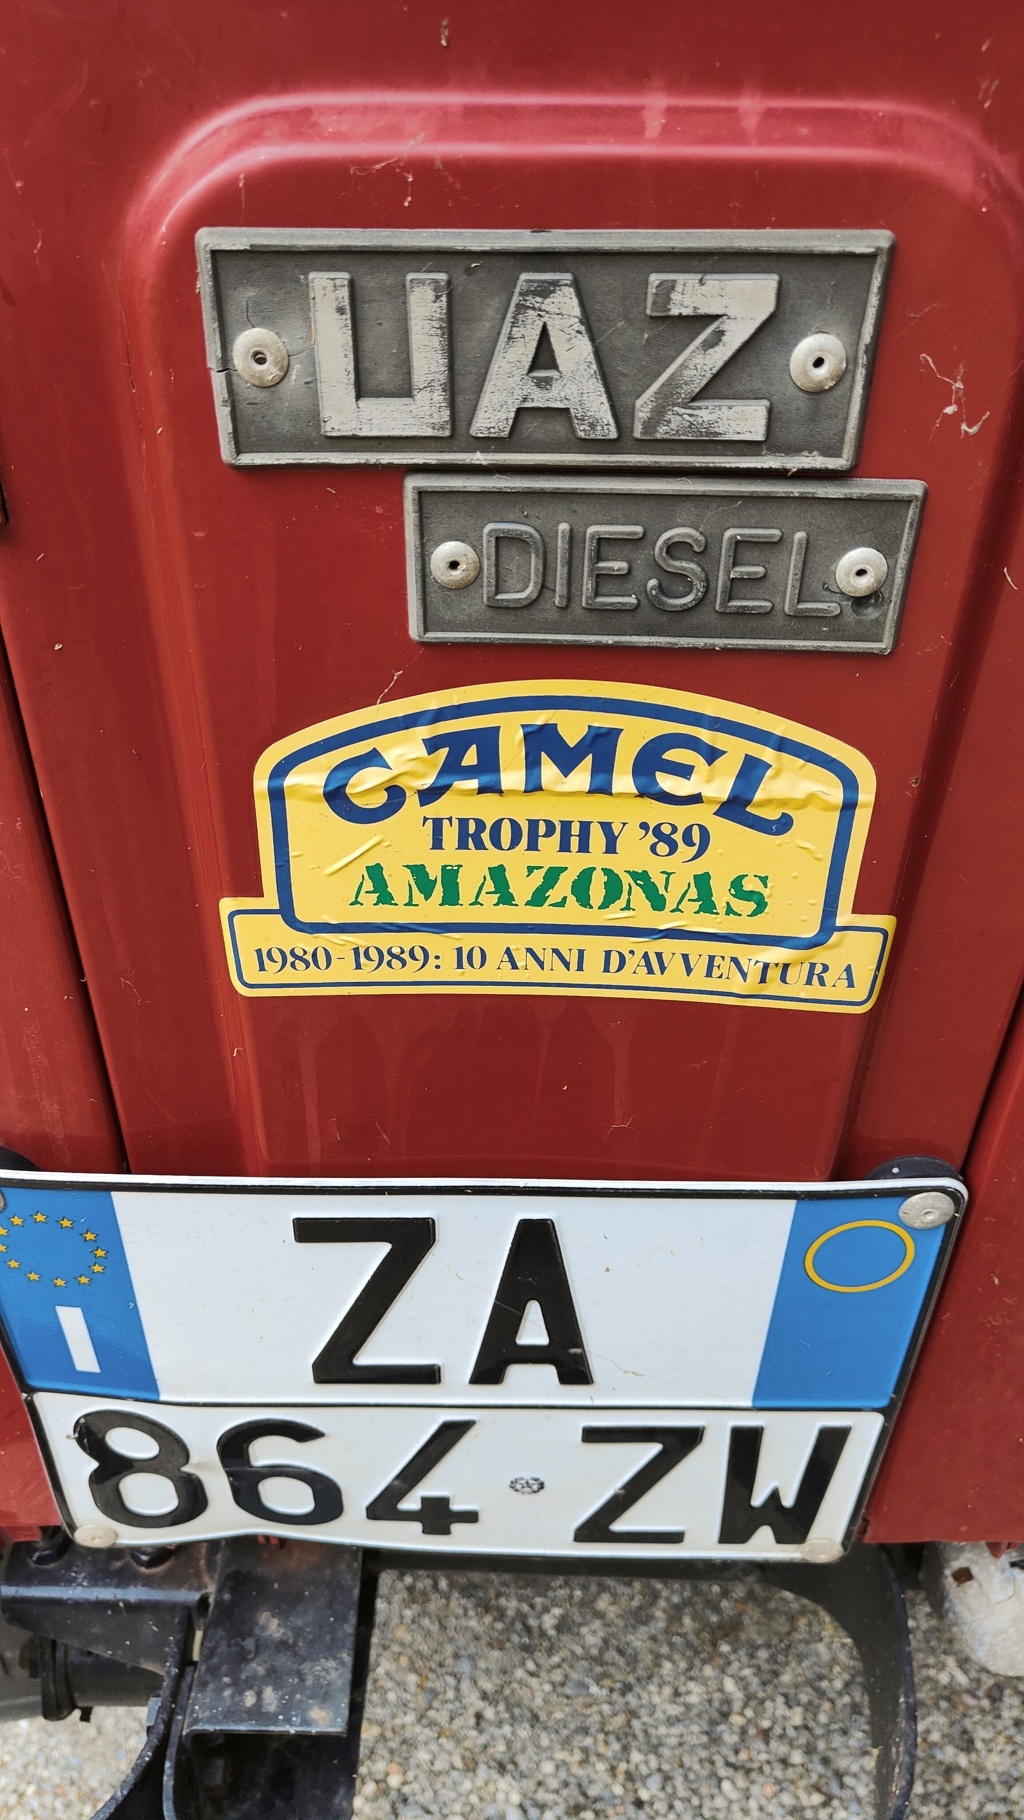 UAZ
DIESEL
CAMEL
TROPHY '89
AMAZONAS
1980-1989: 10 ANNI D'AVVENTURA
I
ZA
864 ZW